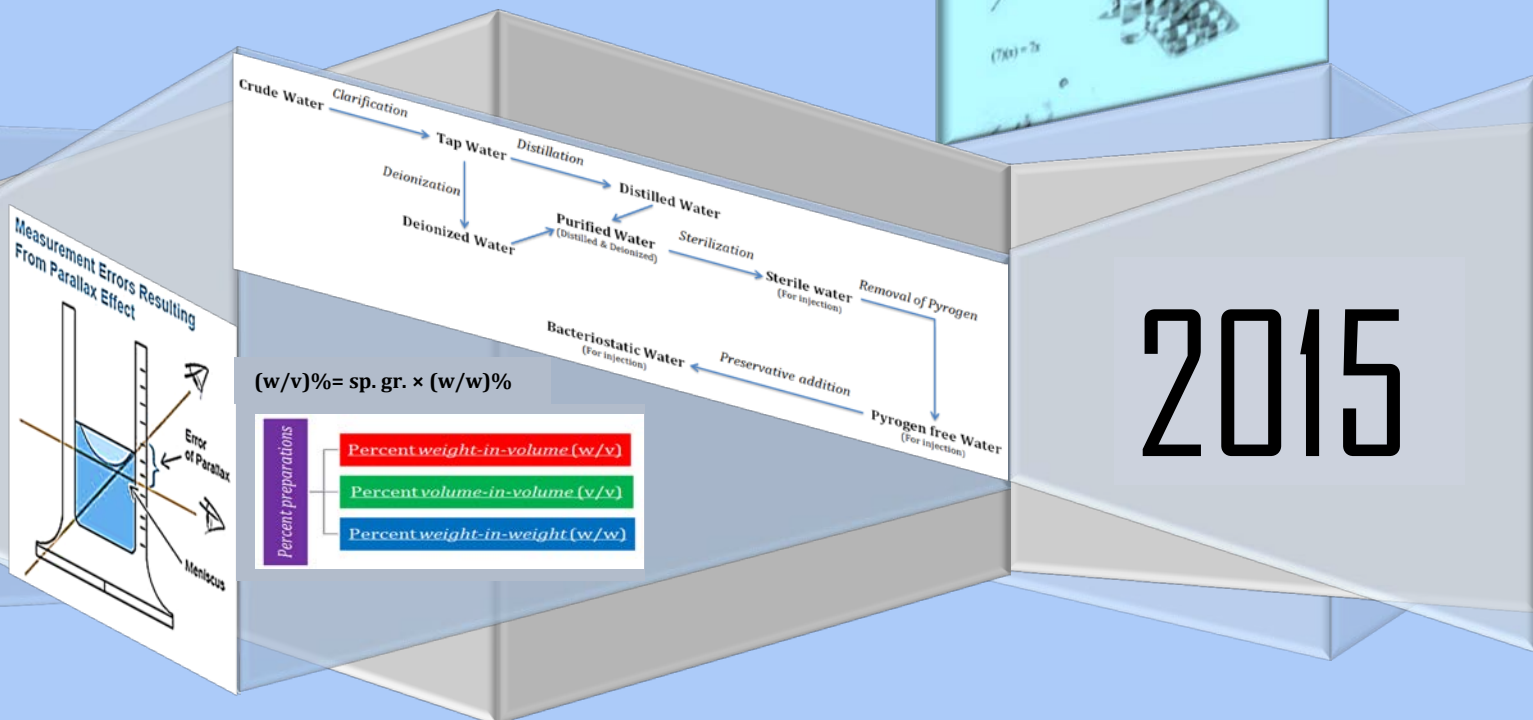 (7)(x) = 7x
Crude Water
Clarification
Tap Water
Distillation
Deionization
Distilled Water
Deionized Water
Purified Water
(Distilled & Deionized)
Sterilization
Sterile water
(For injection)
Removal of Pyrogen
Bacteriostatic Water
(For injection)
Preservative addition
Pyrogen free Water
(For injection)
Measurement Errors Resulting
From Parallax Effect
Error
of Parallax
Meniscus
(w/v)%= sp. gr. × (w/w)%
Percent preparations
Percent weight-in-volume (w/v)
Percent volume-in-volume (v/v)
Percent weight-in-weight (w/w)
2015